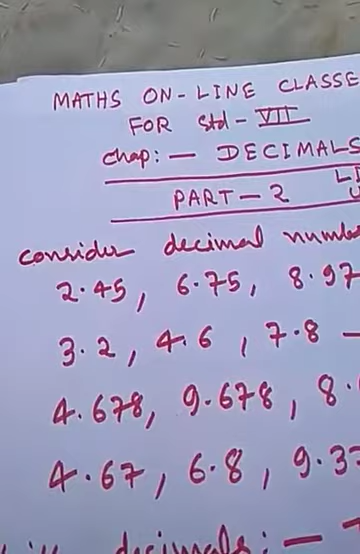 MATHS ON-LINE CLASSE
FOR Std - VII
Chap: - DECIMALS
PART - 2
consider decimal numbe
2.45, 6.75, 8.97
3.2, 4.6, 7.8 -
4.678, 9.678, 8.
4.67, 6.8, 9.3
decimals: -